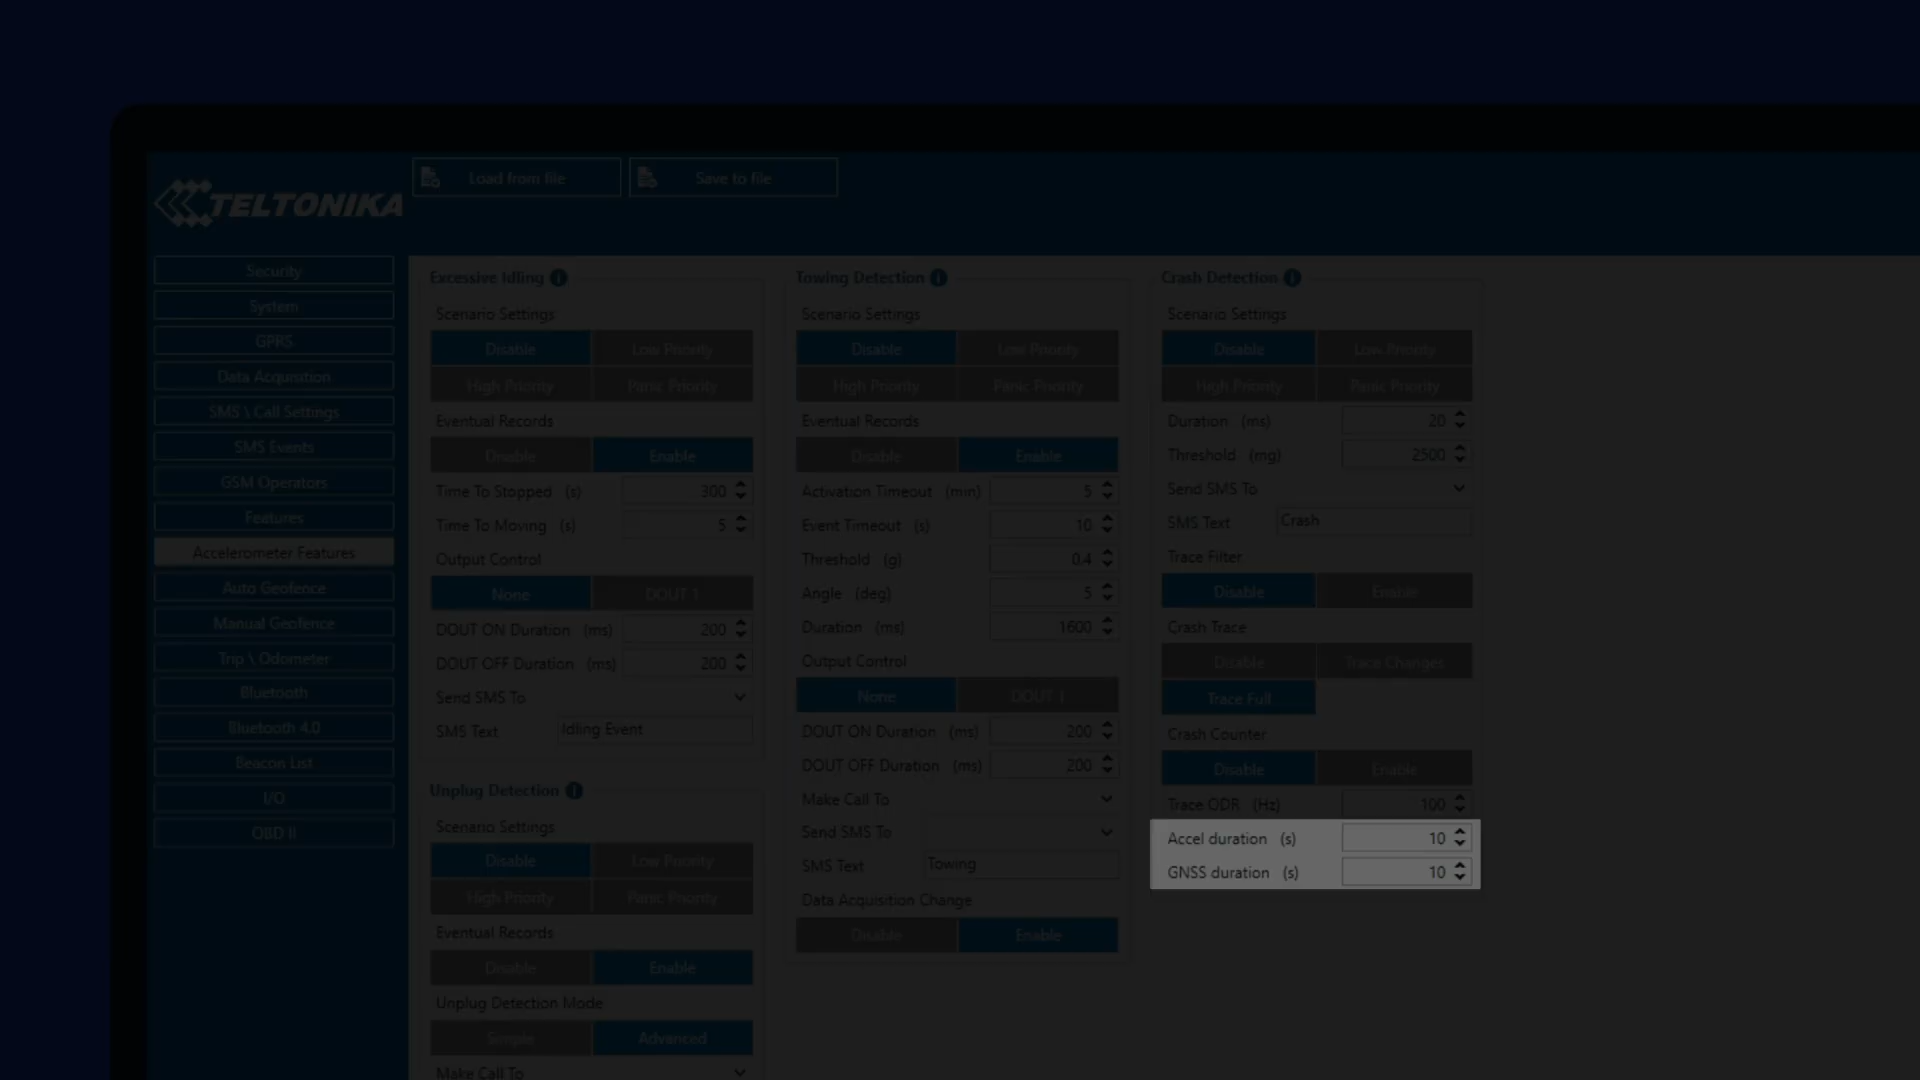 TELTONIKA
Load from file
Save to file
Security
System
GPRS
Data Acquisition
SMS \ Call Settings
SMS Events
GSM Operators
Features
Accelerometer Features
Auto Geofence
Manual Geofence
Trip \ Odometer
Bluetooth
Bluetooth 4.0
Beacon List
I/O
OBD II
Excessive Idling
Scenario Settings
Disable
Low Priority
High Priority
Panic Priority
Eventual Records
Disable
Enable
Time To Stopped (s) 300
Time To Moving (s) 5
Output Control
None
DOUT 1
DOUT ON Duration (ms) 200
DOUT OFF Duration (ms) 200
Send SMS To
SMS Text Idling Event
Unplug Detection
Scenario Settings
Disable
Low Priority
High Priority
Panic Priority
Eventual Records
Disable
Enable
Unplug Detection Mode
Simple
Advanced
Make Call To
Towing Detection
Scenario Settings
Disable
Low Priority
High Priority
Panic Priority
Eventual Records
Disable
Enable
Activation Timeout (min) 5
Event Timeout (s) 10
Threshold (g) 0.4
Angle (deg) 5
Duration (ms) 1600
Output Control
None
DOUT 1
DOUT ON Duration (ms) 200
DOUT OFF Duration (ms) 200
Make Call To
Send SMS To
SMS Text Towing
Data Acquisition Change
Disable
Enable
Crash Detection
Scenario Settings
Disable
Low Priority
High Priority
Panic Priority
Duration (ms) 20
Threshold (mg) 2500
Send SMS To
SMS Text Crash
Trace Filter
Disable
Enable
Crash Trace
Disable
Trace Changes
Trace Full
Crash Counter
Disable
Enable
Trace ODR (Hz) 100
Accel duration (s) 10
GNSS duration (s) 10